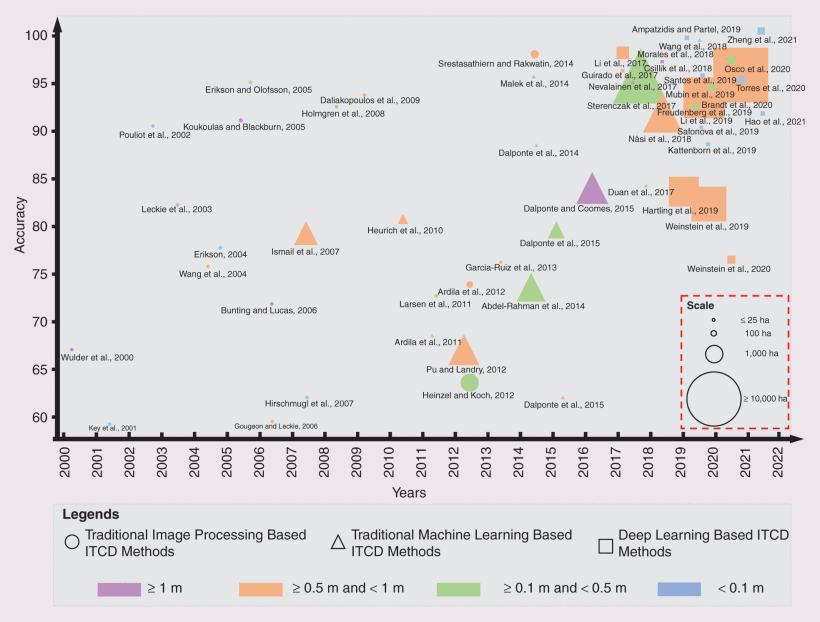 100
95
90
85
80
75
70
65
60
Accuracy
Ampatzidis and Partel, 2019
Zheng et al., 2021
Wang et al., 2018
Morales et al., 2018
Srestasathiern and Rakwatin, 2014
Li et al., 2017
Csillik et al., 2018
Osco et al., 2020
Guirado et al., 2017
Malek et al., 2014
Santos et al., 2019
Erikson and Olofsson, 2005
Nevalainen et al., 2017
Torres et al., 2020
Mubin et al., 2019
Daliakopoulos et al., 2009
Sterenczak et al., 2017
Brandt et al., 2020
Holmgren et al., 2008
Freudenberg et al., 2019
Li et al., 2019
Hao et al., 2021
Koukoulas and Blackburn, 2005
Pouliot et al., 2002
Safonova et al., 2019
Näsi et al., 2018
Dalponte et al., 2014
Kattenborn et al., 2019
Duan et al., 2017
Leckie et al., 2003
Dalponte and Coomes, 2015
Hartling et al., 2019
Weinstein et al., 2019
Heurich et al., 2010
Dalponte et al., 2015
Erikson, 2004
Ismail et al., 2007
Garcia-Ruiz et al., 2013
Weinstein et al., 2020
Wang et al., 2004
Ardila et al., 2012
Larsen et al., 2011
Abdel-Rahman et al., 2014
Bunting and Lucas, 2006
Ardila et al., 2011
Wulder et al., 2000
Pu and Landry, 2012
Heinzel and Koch, 2012
Hirschmugl et al., 2007
Dalponte et al., 2015
Key et al., 2001
Gougeon and Leckie, 2006
Scale
≤ 25 ha
100 ha
1,000 ha
≥ 10,000 ha
2000
2001
2002
2003
2004
2005
2006
2007
2008
2009
2010
2011
2012
2013
2014
2015
2016
2017
2018
2019
2020
2021
2022
Years
Legends
Traditional Image Processing Based
ITCD Methods
Traditional Machine Learning Based
ITCD Methods
Deep Learning Based ITCD
Methods
≥ 1 m
≥ 0.5 m and < 1 m
≥ 0.1 m and < 0.5 m
< 0.1 m